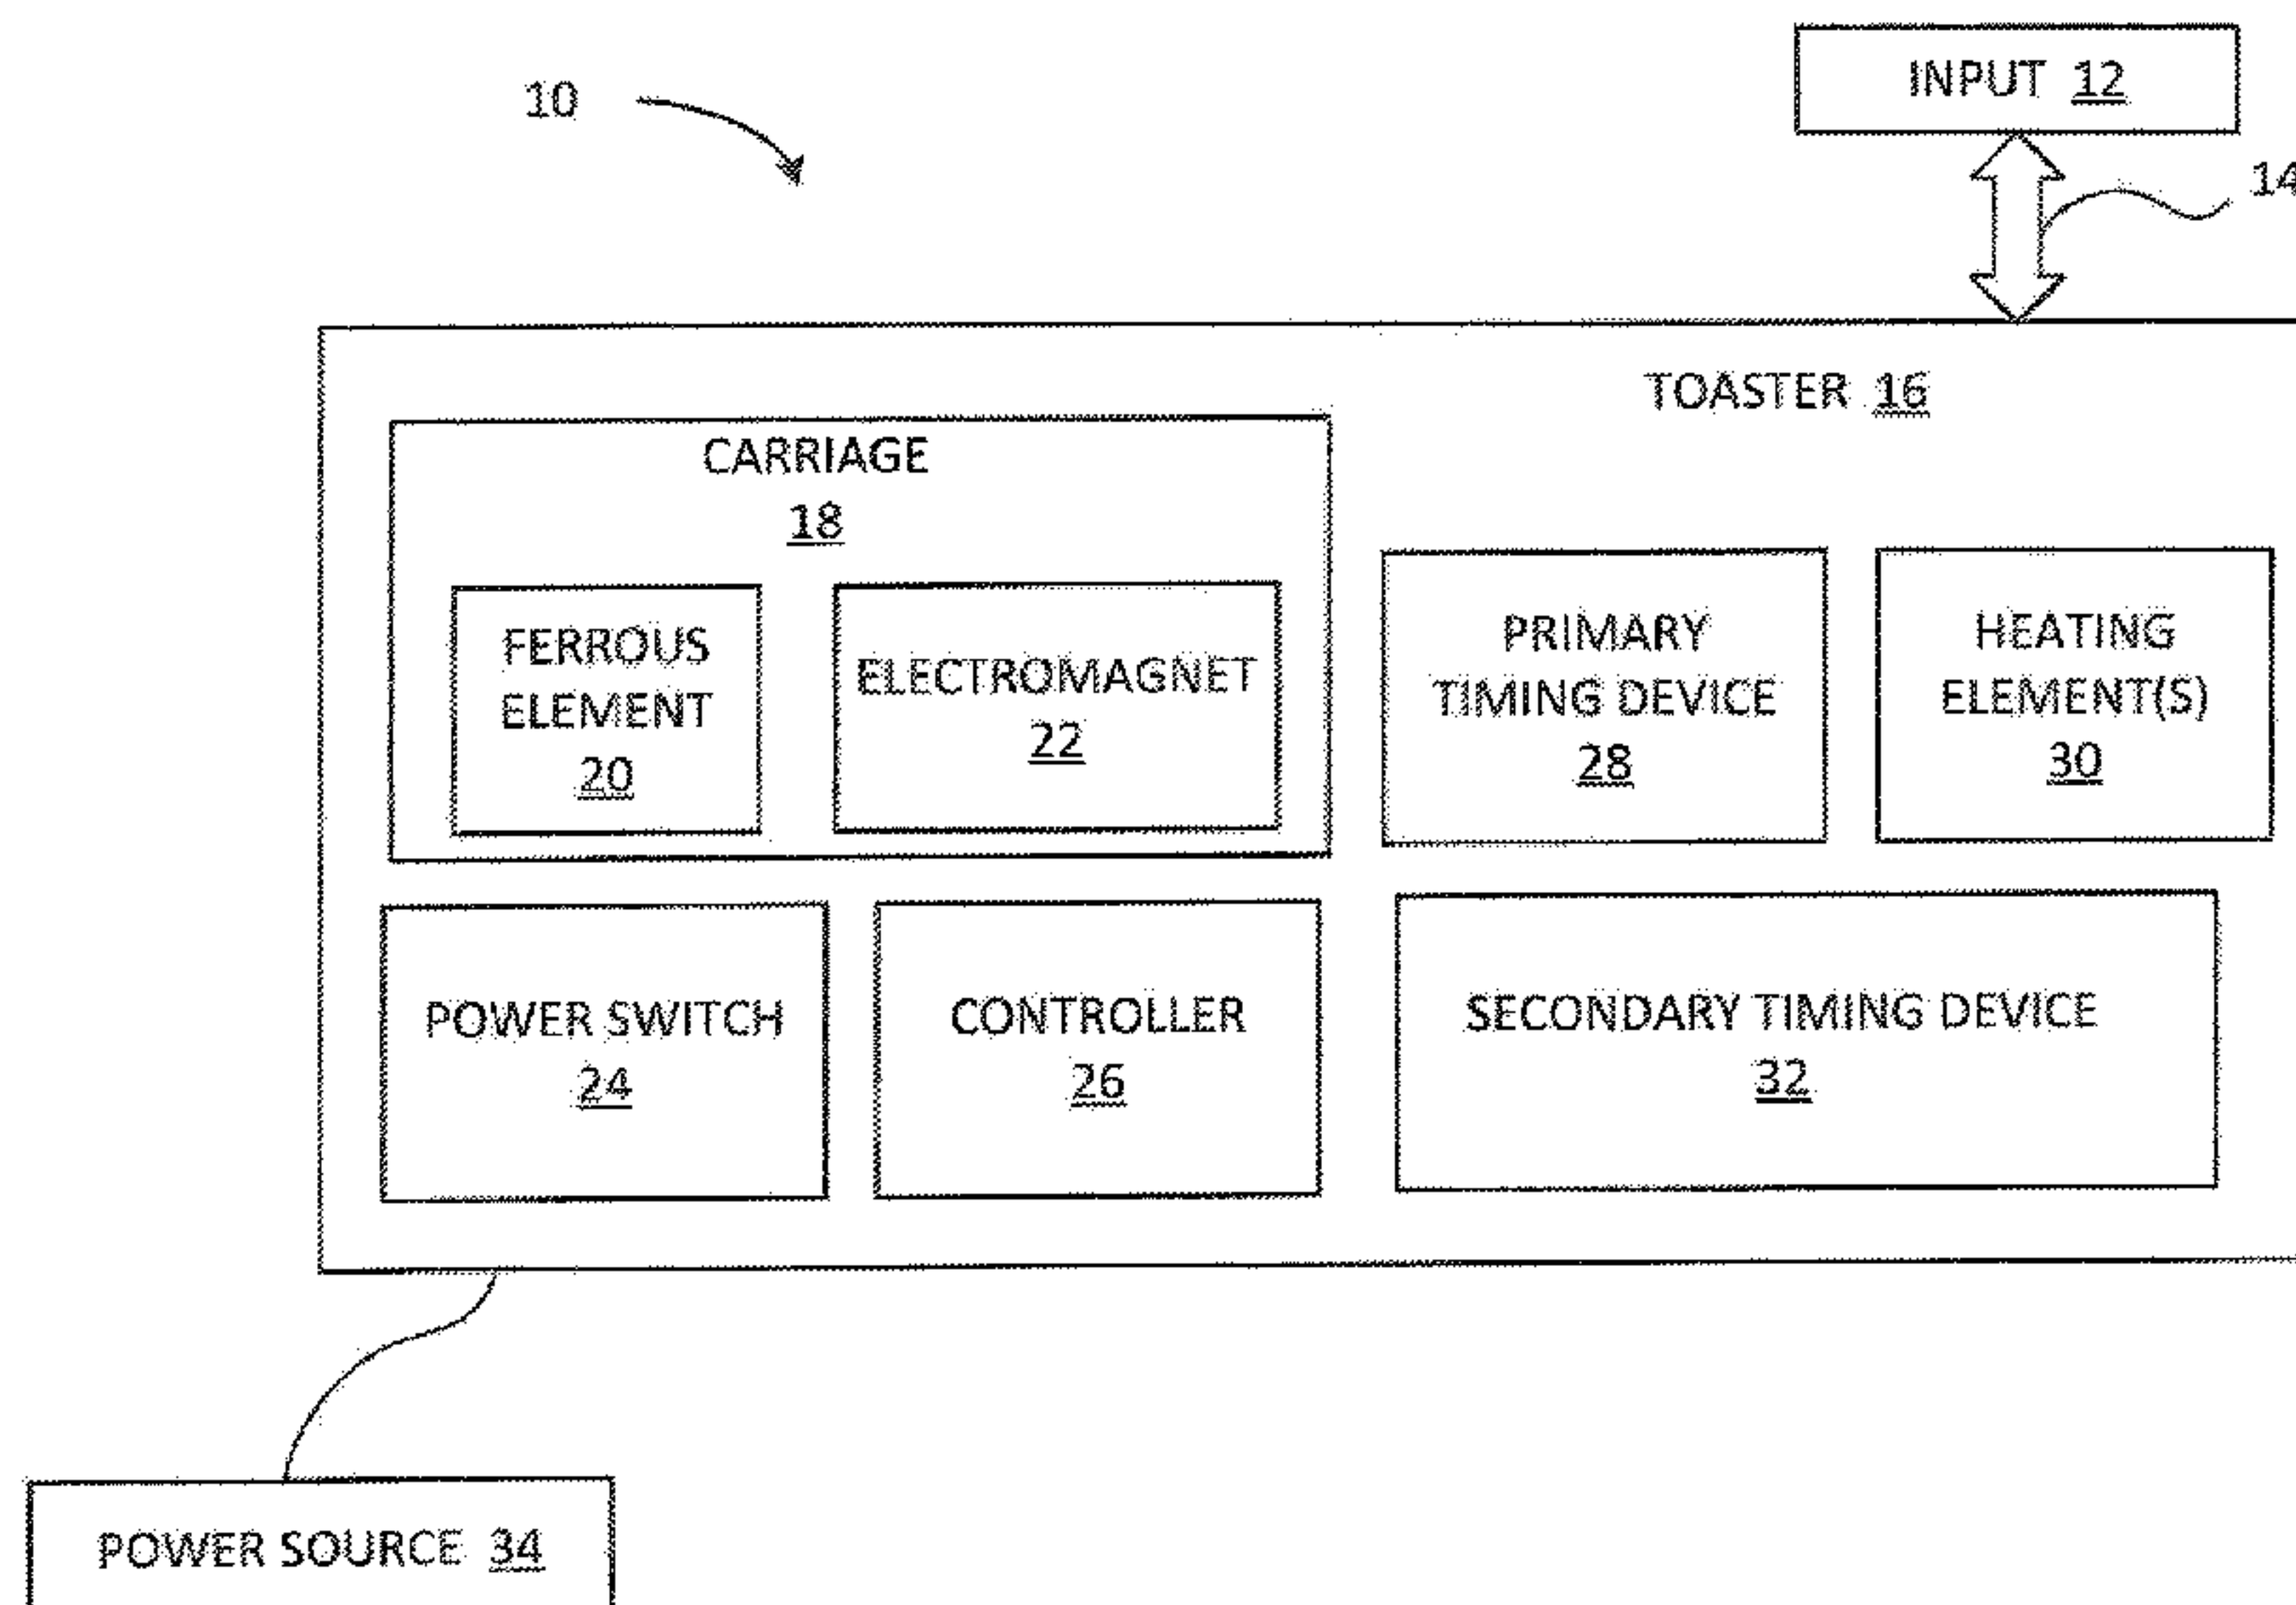 10
INPUT 12
14
TOASTER 16
CARRIAGE
18
FERROUS
ELEMENT
20
ELECTROMAGNET
22
PRIMARY
TIMING DEVICE
28
HEATING
ELEMENT(S)
30
POWER SWITCH
24
CONTROLLER
26
SECONDARY TIMING DEVICE
32
POWER SOURCE 34